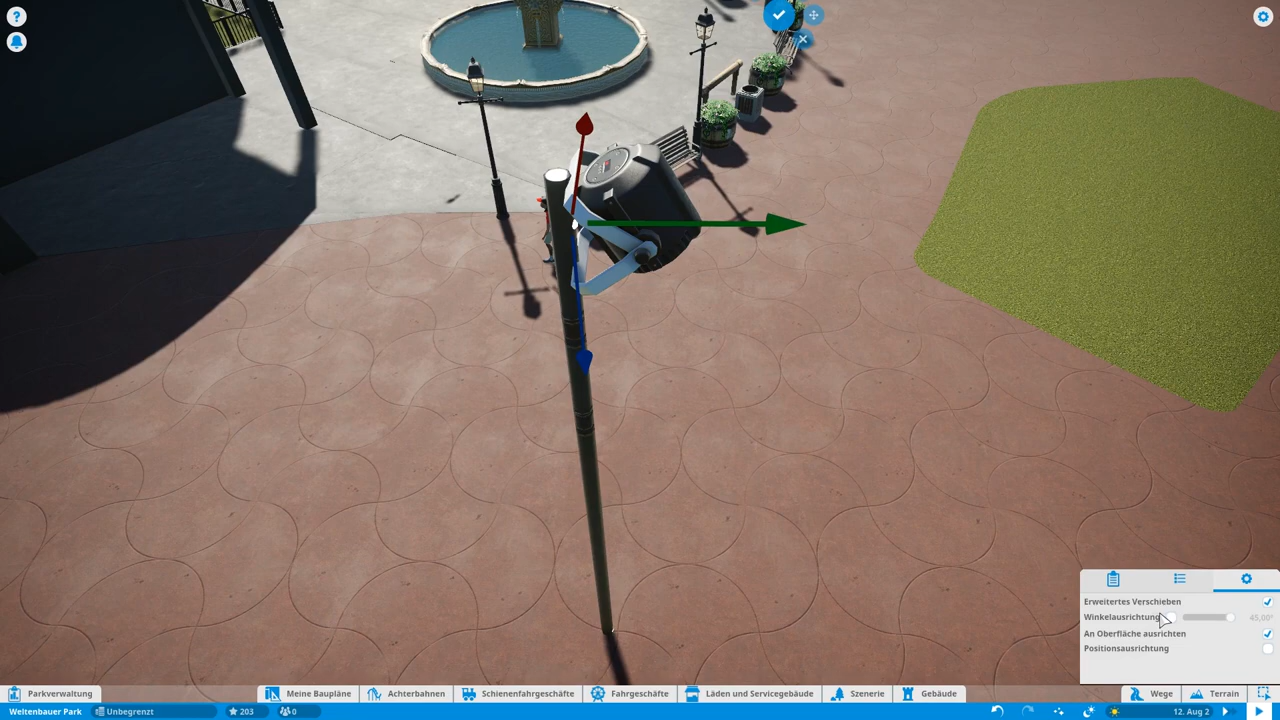 Erweitertes Verschieben
Winkelausrichtung 45,00°
An Oberfläche ausrichten
Positionsausrichtung
Parkverwaltung Meine Baupläne Achterbahnen Schienenfahrgeschäfte Fahrgeschäfte Läden und Servicegebäude Szenerie Gebäude Wege Terrain
Weltenbauer Park Unbegrenzt 203 0 12. Aug 2